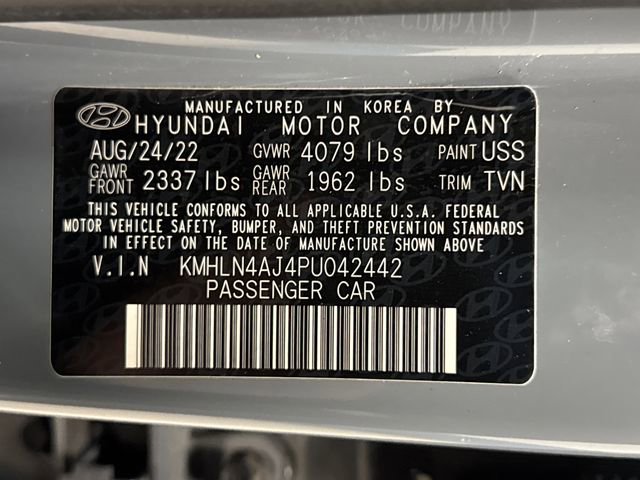 MANUFACTURED IN KOREA BY
HYUNDAI MOTOR COMPANY
AUG/24/22 GVWR 4079 lbs PAINT USS
GAWR FRONT 2337 lbs GAWR REAR 1962 lbs TRIM TVN
THIS VEHICLE CONFORMS TO ALL APPLICABLE U.S.A. FEDERAL
MOTOR VEHICLE SAFETY, BUMPER, AND THEFT PREVENTION STANDARDS
IN EFFECT ON THE DATE OF MANUFACTURE SHOWN ABOVE
V.I.N KMHLN4AJ4PU042442
PASSENGER CAR